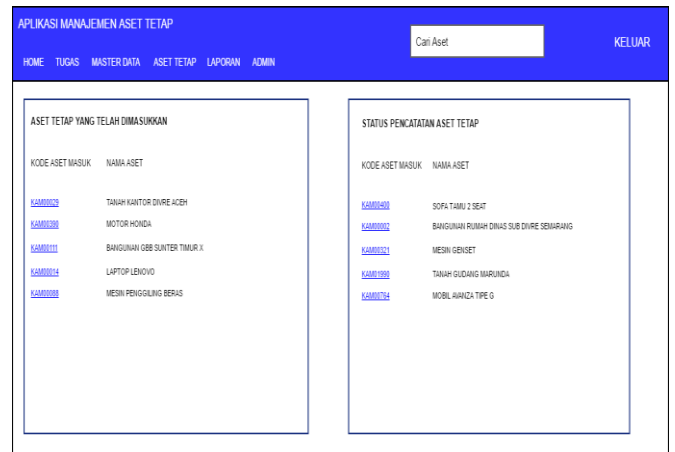 APLIKASI MANAJEMEN ASET TETAP
Cari Aset
KELUAR
HOME TUGAS MASTER DATA ASET TETAP LAPORAN ADMIN
ASET TETAP YANG TELAH DIMASUKKAN
KODE ASET MASUK NAMA ASET
KAM00029 TANAH KANTOR DIVRE ACEH
KAM00390 MOTOR HONDA
KAM00111 BANGUNAN GBB SUNTER TIMUR X
KAM00014 LAPTOP LENOVO
KAM00088 MESIN PENGGILING BERAS
STATUS PENCATATAN ASET TETAP
KODE ASET MASUK NAMA ASET
KAM00400 SOFA TAMU 2 SEAT
KAM00002 BANGUNAN RUMAH DINAS SUB DIVRE SEMARANG
KAM00321 MESIN GENSET
KAM01990 TANAH GUDANG MARUNDA
KAM00764 MOBIL AVANZA TIPE G